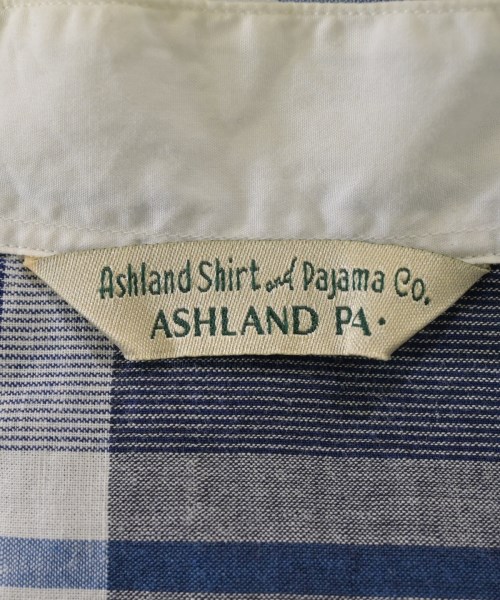 Ashland Shirt and Pajama Co.
ASHLAND PA.